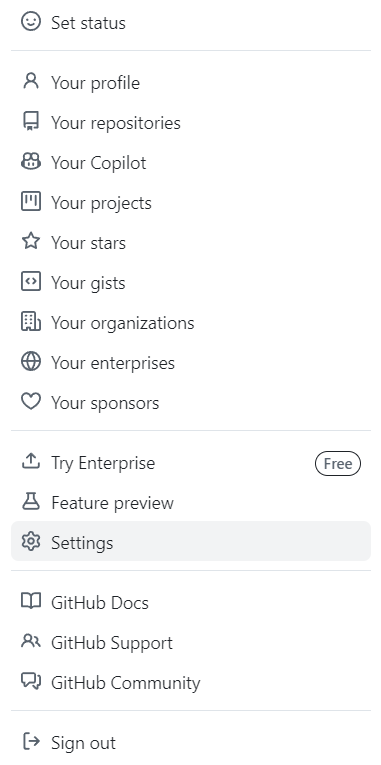 Set status
Your profile
Your repositories
Your Copilot
Your projects
Your stars
Your gists
Your organizations
Your enterprises
Your sponsors
Try Enterprise Free
Feature preview
Settings
GitHub Docs
GitHub Support
GitHub Community
Sign out